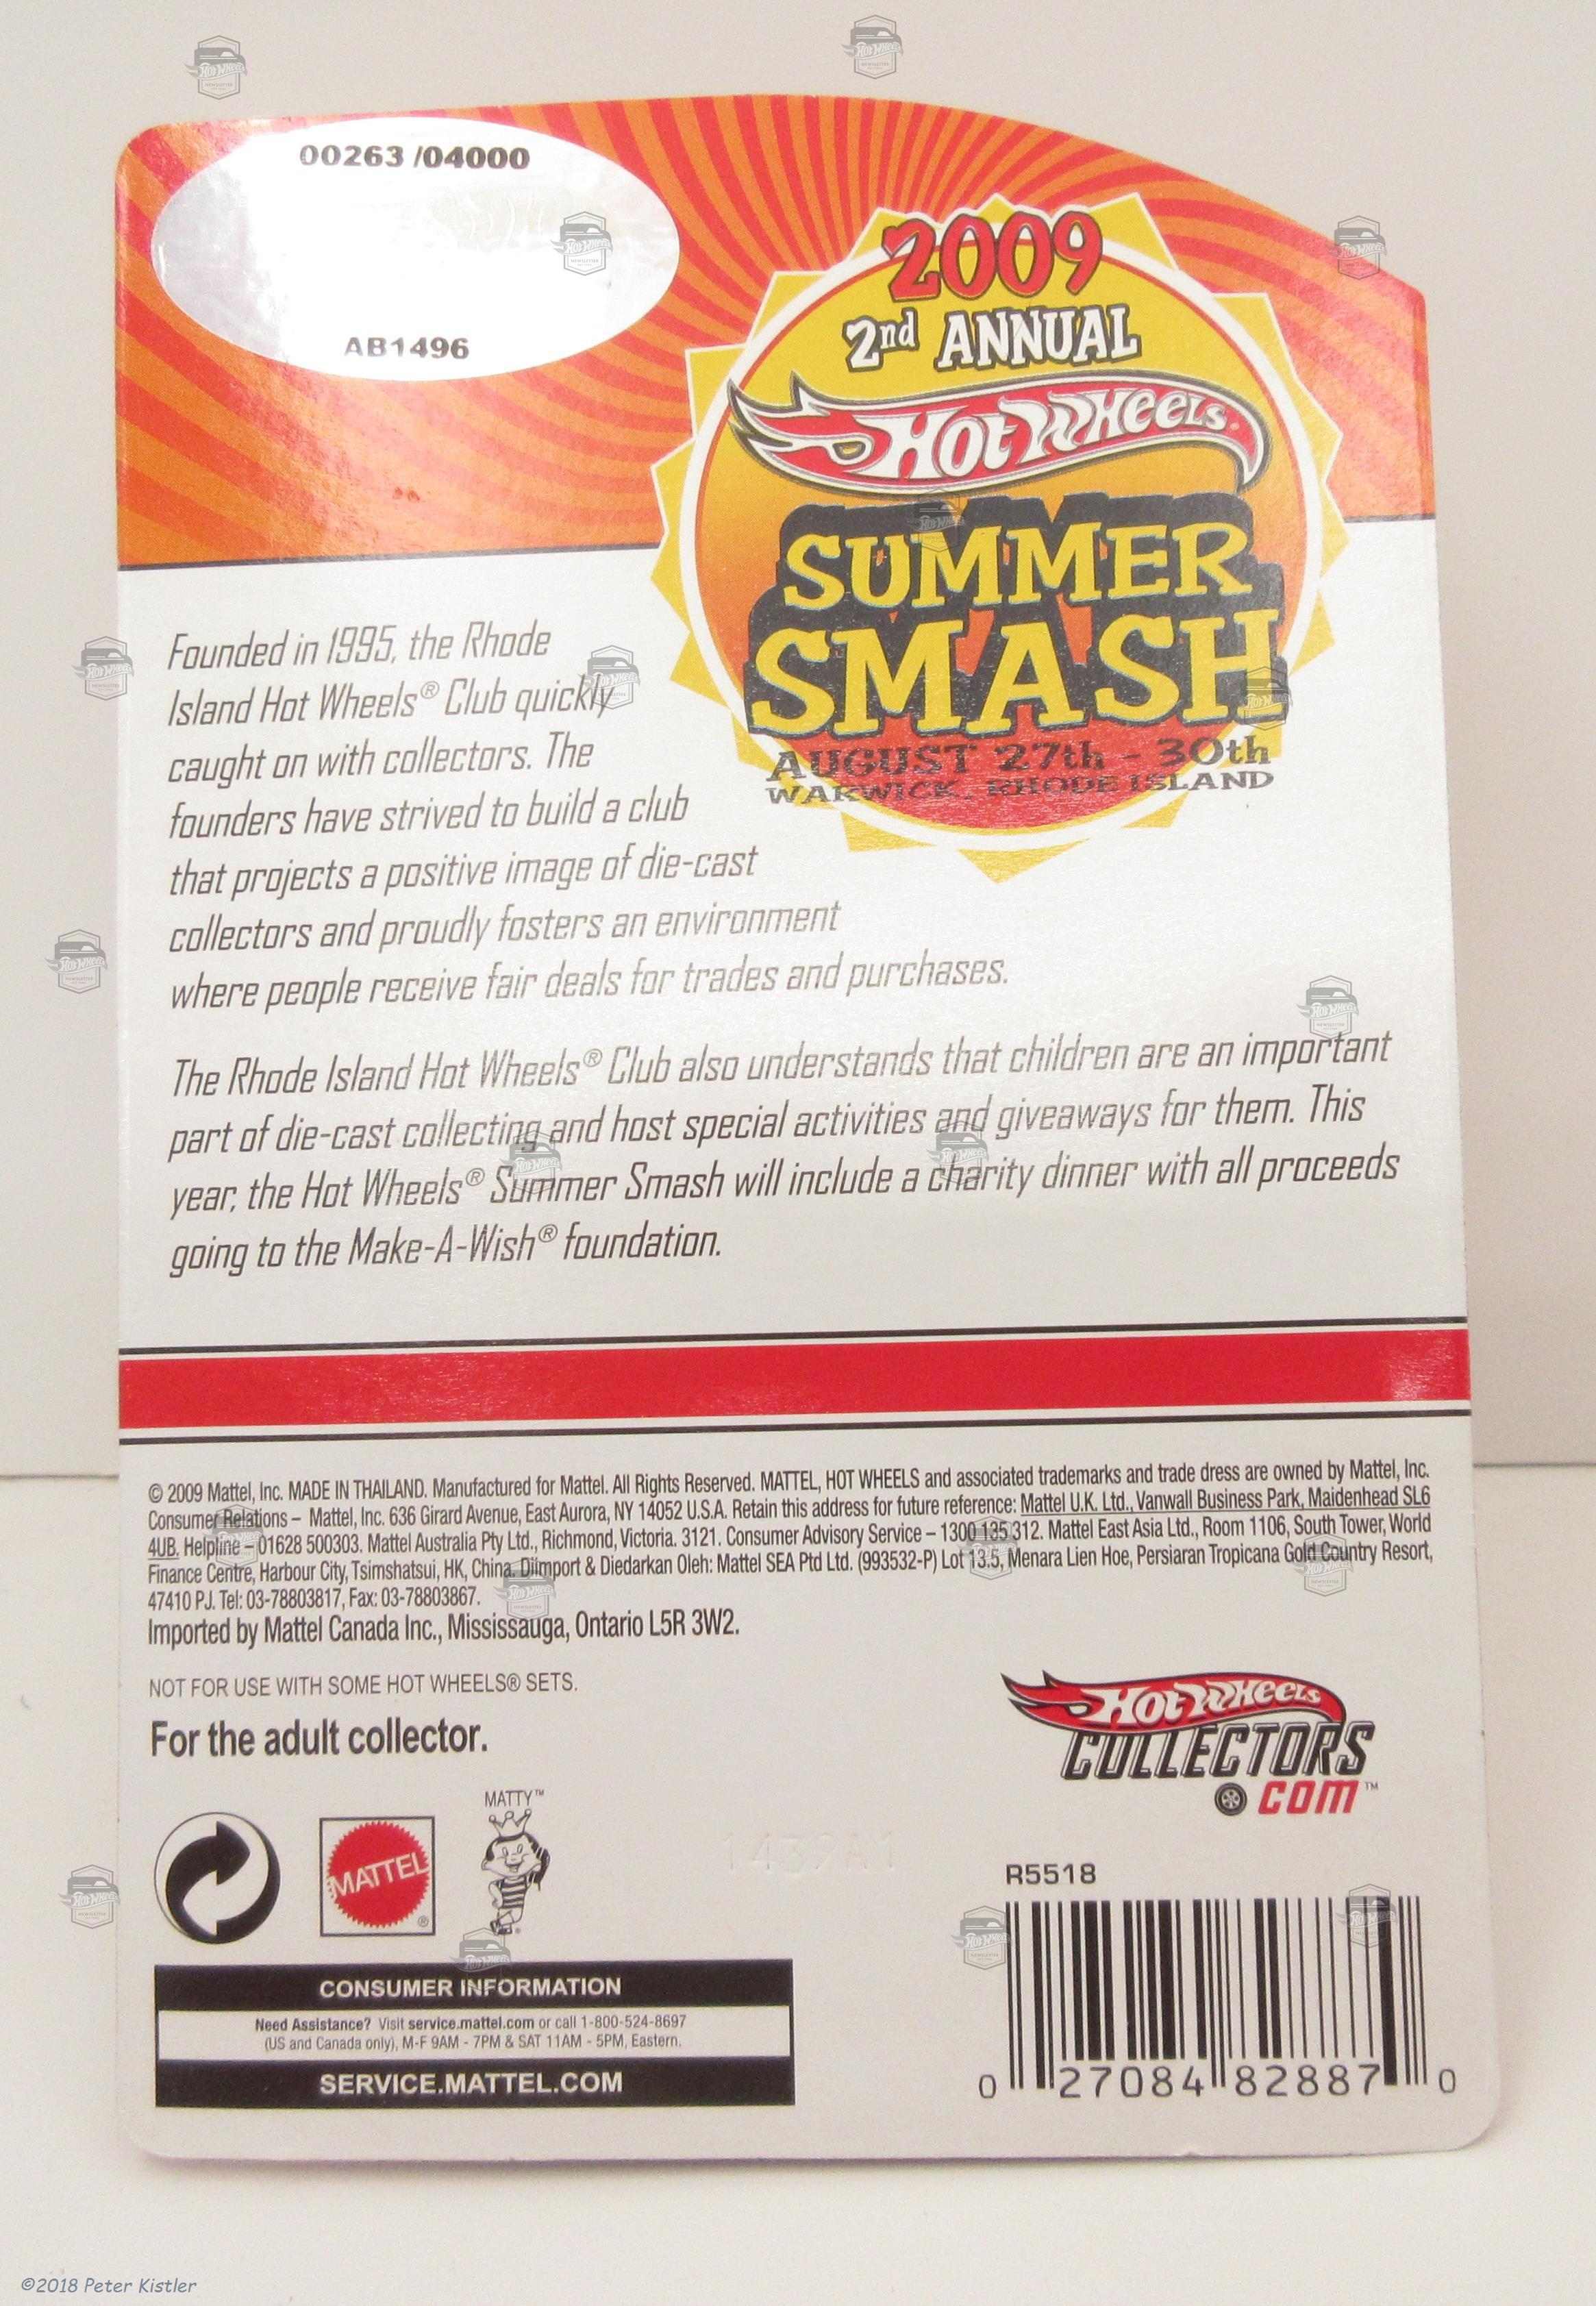 00263 /04000
AB1496
2009
2nd ANNUAL
Hot Wheels
SUMMER
SMASH
AUGUST 27th - 30th
WARWICK, RHODE ISLAND
Founded in 1995, the Rhode
Island Hot Wheels® Club quickly
caught on with collectors. The
founders have strived to build a club
that projects a positive image of die-cast
collectors and proudly fosters an environment
where people receive fair deals for trades and purchases.
The Rhode Island Hot Wheels® Club also understands that children are an important
part of die-cast collecting and host special activities and giveaways for them. This
year, the Hot Wheels® Summer Smash will include a charity dinner with all proceeds
going to the Make-A-Wish® foundation.
© 2009 Mattel, Inc. MADE IN THAILAND. Manufactured for Mattel. All Rights Reserved. MATTEL, HOT WHEELS and associated trademarks and trade dress are owned by Mattel, Inc.
Consumer Relations – Mattel, Inc. 636 Girard Avenue, East Aurora, NY 14052 U.S.A. Retain this address for future reference: Mattel U.K. Ltd., Vanwall Business Park, Maidenhead SL6
4UB. Helpline – 01628 500303. Mattel Australia Pty Ltd., Richmond, Victoria. 3121. Consumer Advisory Service – 1300 135 312. Mattel East Asia Ltd., Room 1106, South Tower, World
Finance Centre, Harbour City, Tsimshatsui, HK, China. Diimport & Diedarkan Oleh: Mattel SEA Ptd Ltd. (993532-P) Lot 13.5, Menara Lien Hoe, Persiaran Tropicana Gold Country Resort,
47410 PJ. Tel: 03-78803817, Fax: 03-78803867.
Imported by Mattel Canada Inc., Mississauga, Ontario L5R 3W2.
NOT FOR USE WITH SOME HOT WHEELS® SETS.
For the adult collector.
Hot Wheels
COLLECTORS
.COM™
MATTY™
MATTEL®
R5518
CONSUMER INFORMATION
Need Assistance? Visit service.mattel.com or call 1-800-524-8697
(US and Canada only), M-F 9AM - 7PM & SAT 11AM - 5PM, Eastern.
SERVICE.MATTEL.COM
0 27084 82887 0
©2018 Peter Kistler